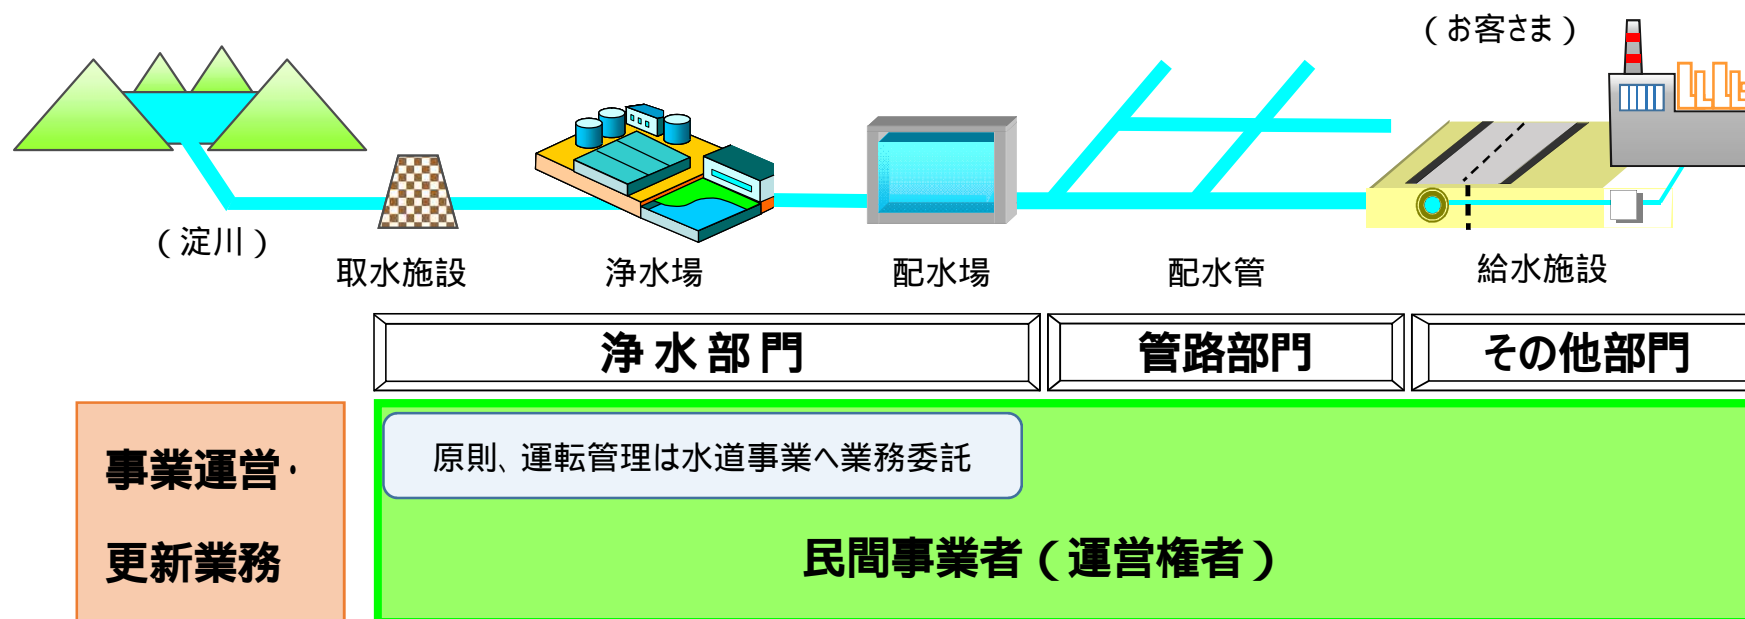 (お客さま)
(淀川)
取水施設
浄水場
配水場
配水管
給水施設
浄水部門
管路部門
その他部門
事業運営・
更新業務
原則、運転管理は水道事業へ業務委託
民間事業者(運営権者)